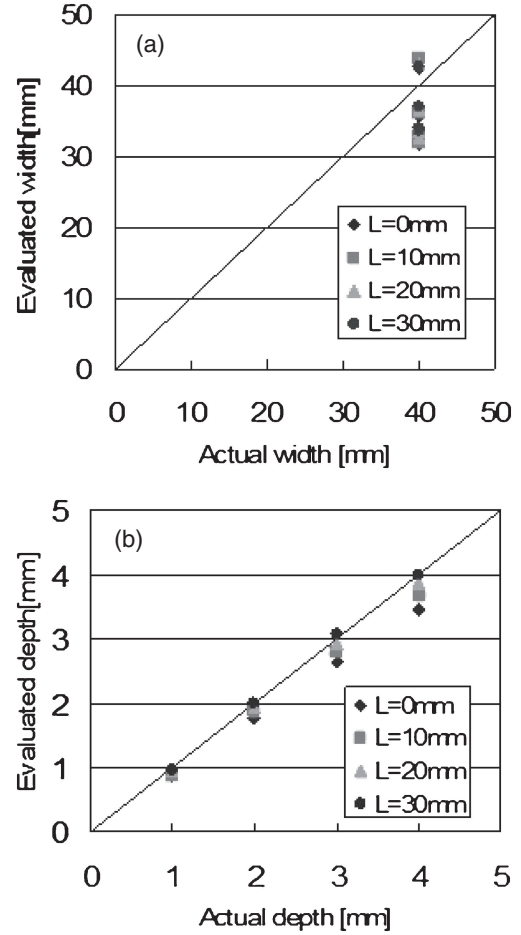 50
(a)
40
30
20
10
0
Evaluated width[mm]
L=0mm
L=10mm
L=20mm
L=30mm
0 10 20 30 40 50
Actual width [mm]
5
(b)
4
3
2
1
0
Evaluated depth[mm]
L=0mm
L=10mm
L=20mm
L=30mm
0 1 2 3 4 5
Actual depth [mm]